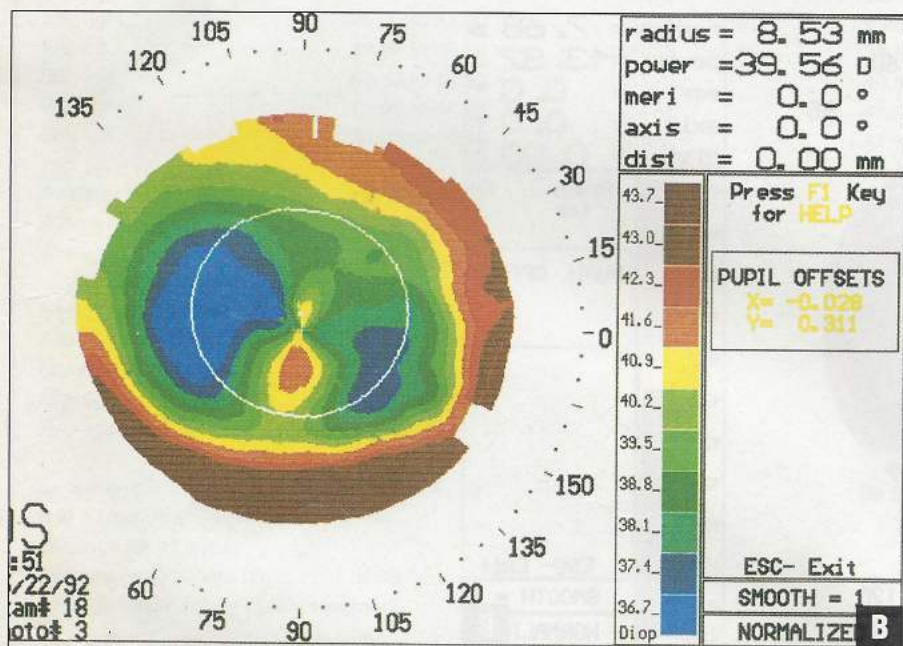 radius= 8.53 mm
power =39.56 D
meri = 0.0 °
axis = 0.0 °
dist = 0.00 mm
90
105 75
120 60
135 45
30
15
0
150
135
60 120
75 105
90
:51
/22/92
am# 18
oto# 3
43.7
43.0
42.3
41.6
40.9
40.2
39.5
38.8
38.1
37.4
36.7
Diop
Press F1 Key
for HELP
PUPIL OFFSETS
X= -0.028
Y= 0.311
ESC- Exit
SMOOTH = 1
NORMALIZED
B